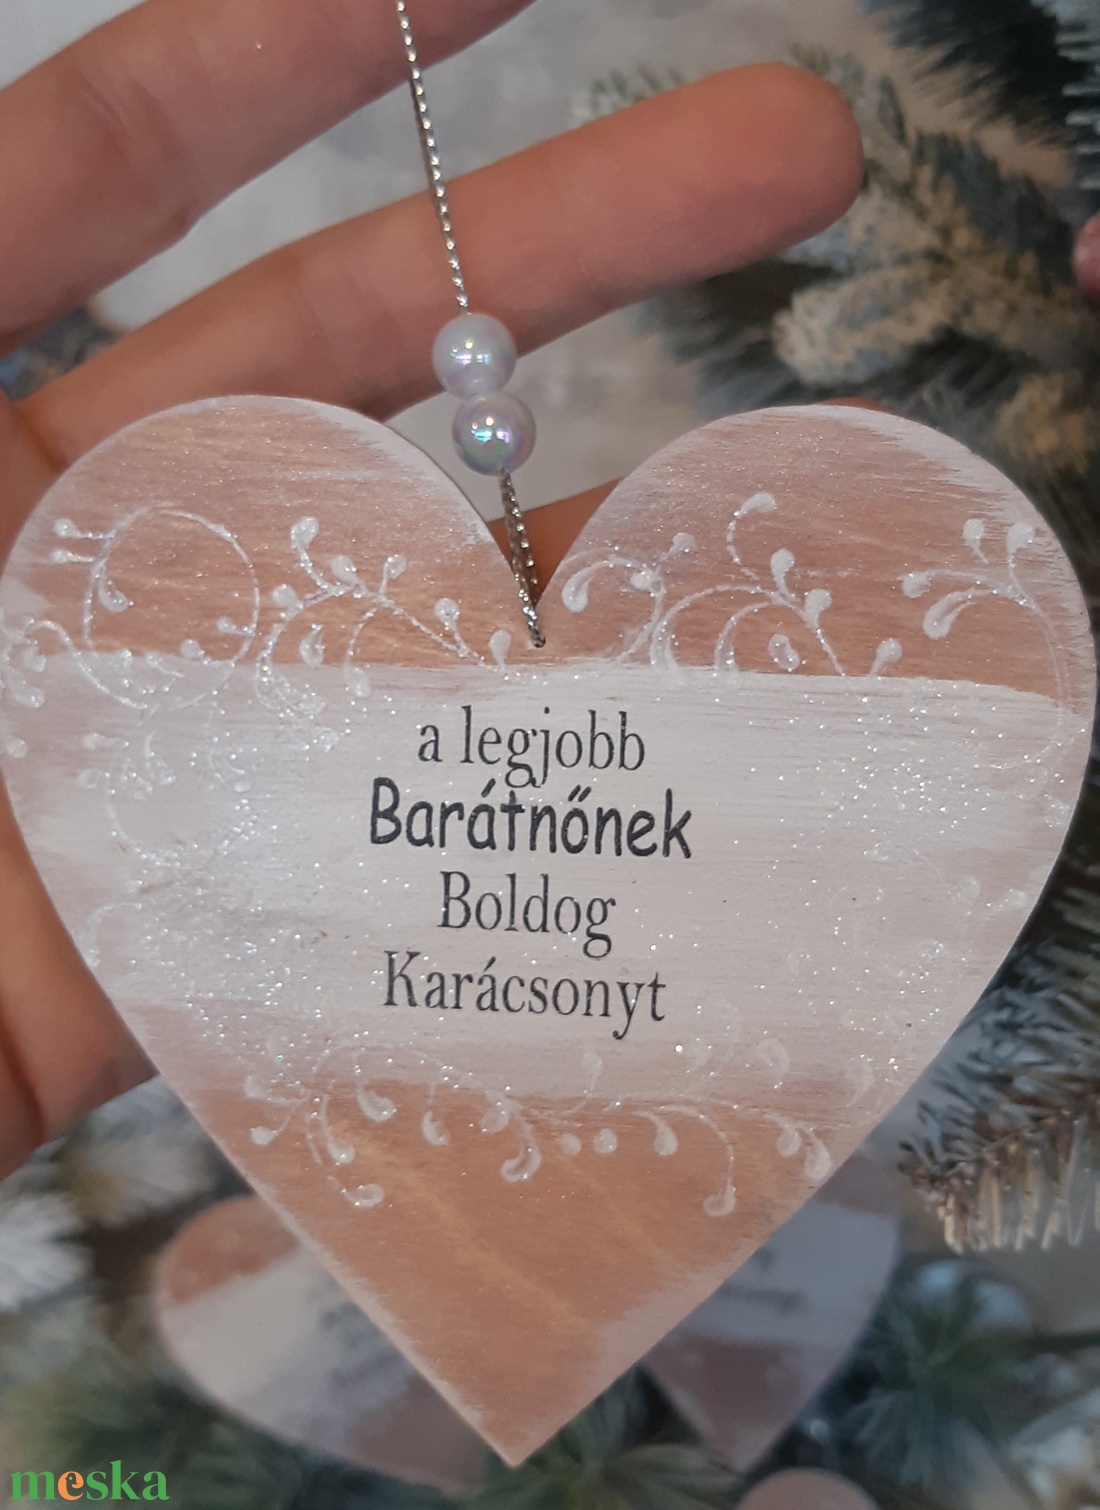 a legjobb
Barátnőnek
Boldog
Karácsonyt
meska